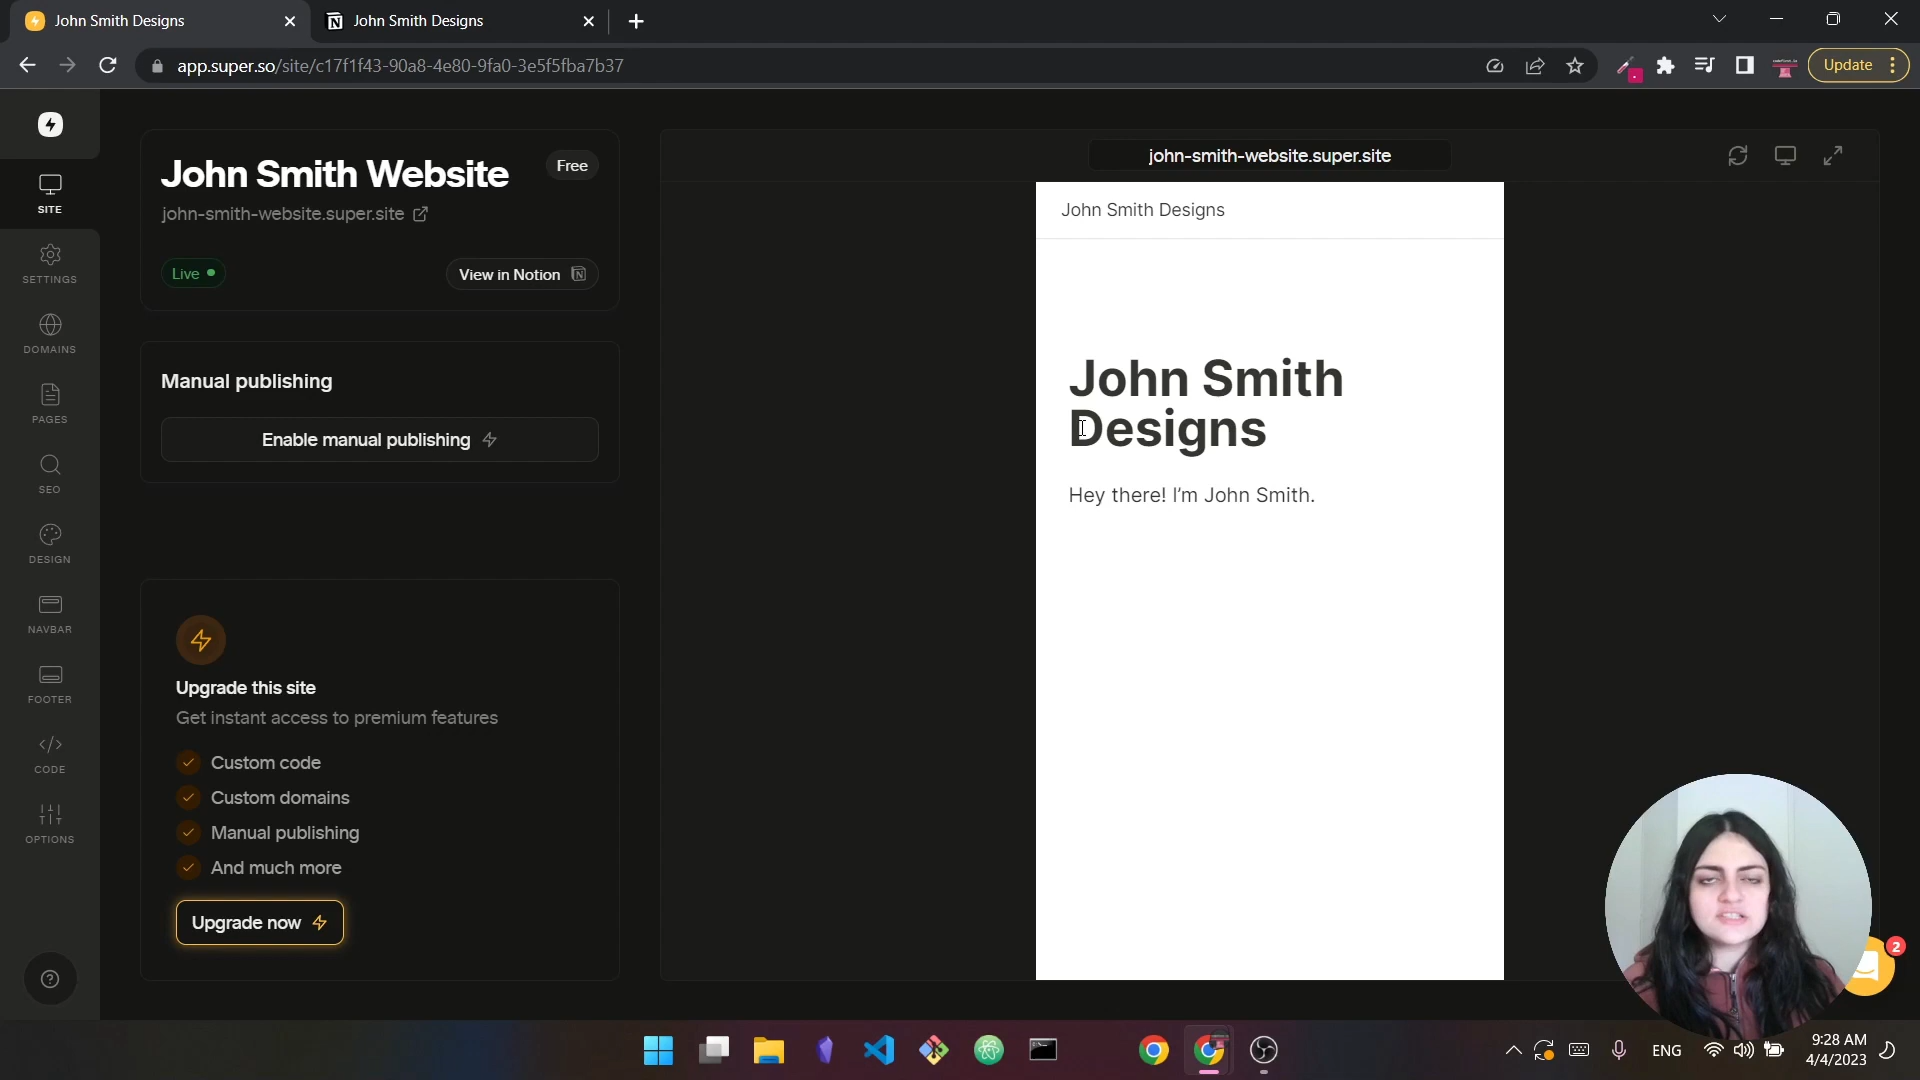 John Smith Designs
John Smith Designs
app.super.so/site/c17f1f43-90a8-4e80-9fa0-3e5f5fba7b37
Update
SITE
SETTINGS
DOMAINS
PAGES
SEO
DESIGN
NAVBAR
FOOTER
CODE
OPTIONS
John Smith Website
Free
john-smith-website.super.site
Live
View in Notion
Manual publishing
Enable manual publishing
Upgrade this site
Get instant access to premium features
Custom code
Custom domains
Manual publishing
And much more
Upgrade now
john-smith-website.super.site
John Smith Designs
John Smith
Designs
Hey there! I'm John Smith.
2
ENG
9:28 AM
4/4/2023